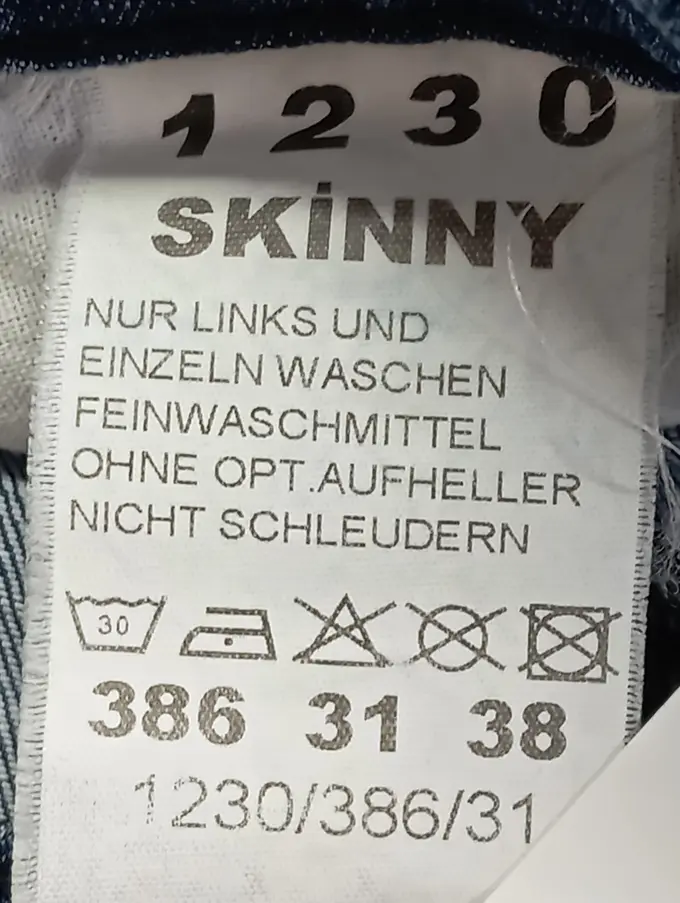 1230
SKİNNY
NUR LINKS UND
EINZELN WASCHEN
FEINWASCHMITTEL
OHNE OPT.AUFHELLER
NICHT SCHLEUDERN
30
386 31 38
1230/386/31